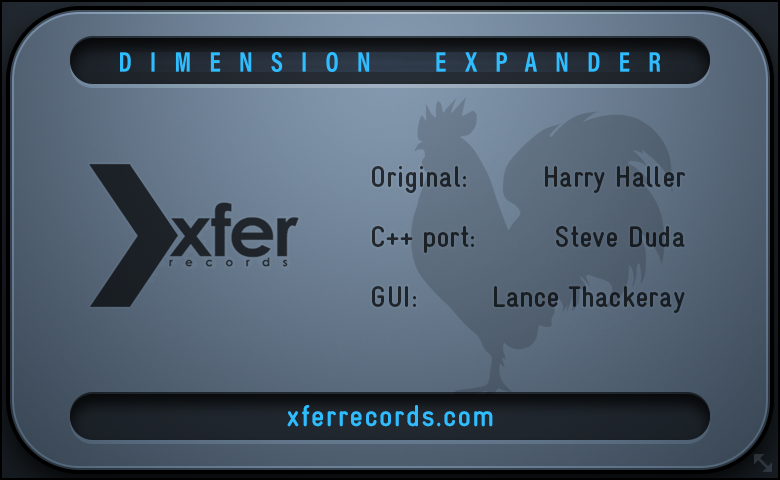 DIMENSION EXPANDER
xfer
records
Original: Harry Haller
C++ port: Steve Duda
GUI: Lance Thackeray
xferrecords.com